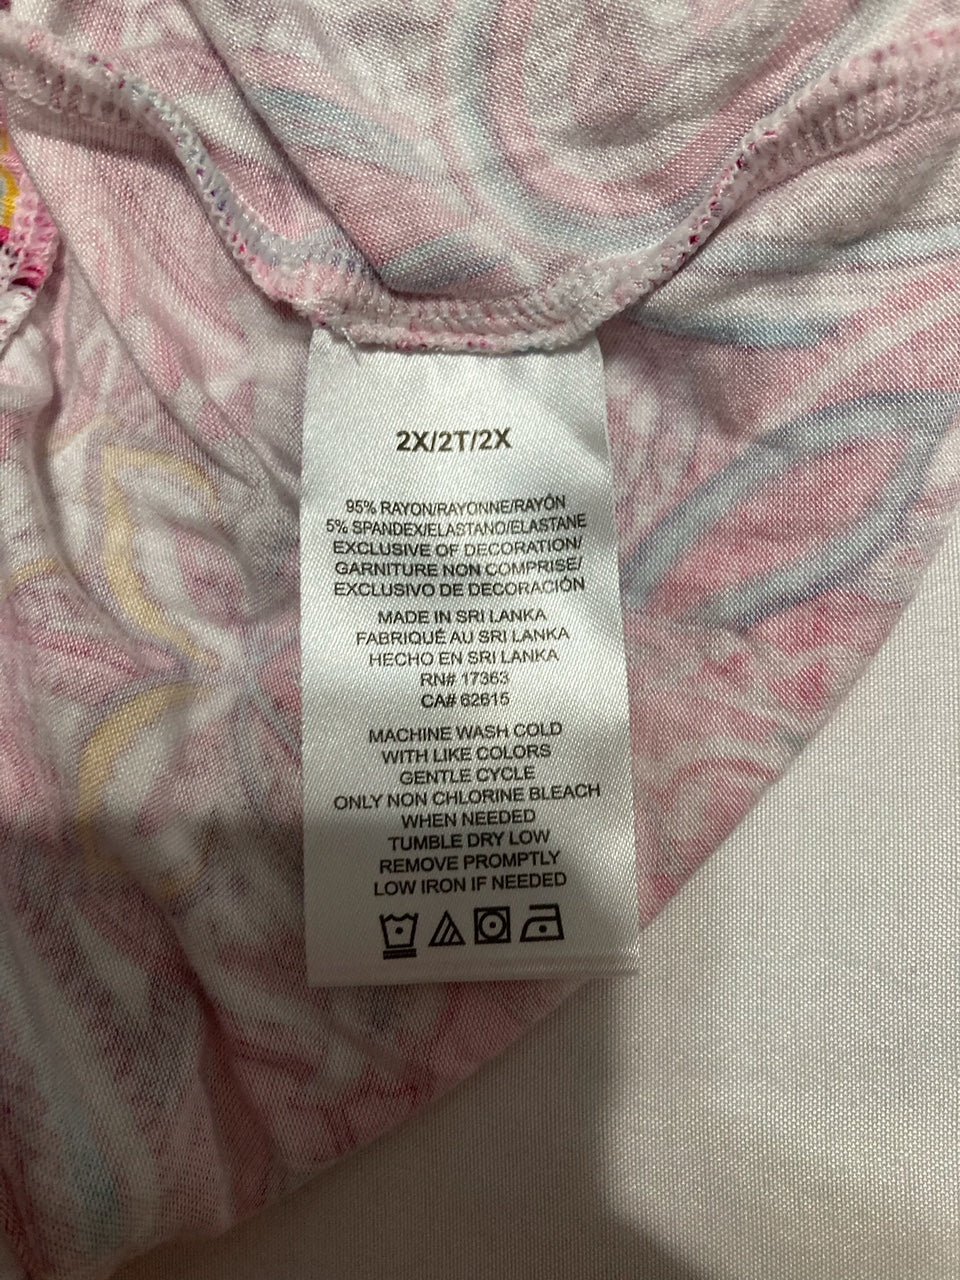 2X/2T/2X
95% RAYON/RAYONNE/RAYÓN
5% SPANDEX/ELASTANO/ELASTANE
EXCLUSIVE OF DECORATION/
GARNITURE NON COMPRISE/
EXCLUSIVO DE DECORACIÓN
MADE IN SRI LANKA
FABRIQUÉ AU SRI LANKA
HECHO EN SRI LANKA
RN# 17363
CA# 62615
MACHINE WASH COLD
WITH LIKE COLORS
GENTLE CYCLE
ONLY NON CHLORINE BLEACH
WHEN NEEDED
TUMBLE DRY LOW
REMOVE PROMPTLY
LOW IRON IF NEEDED